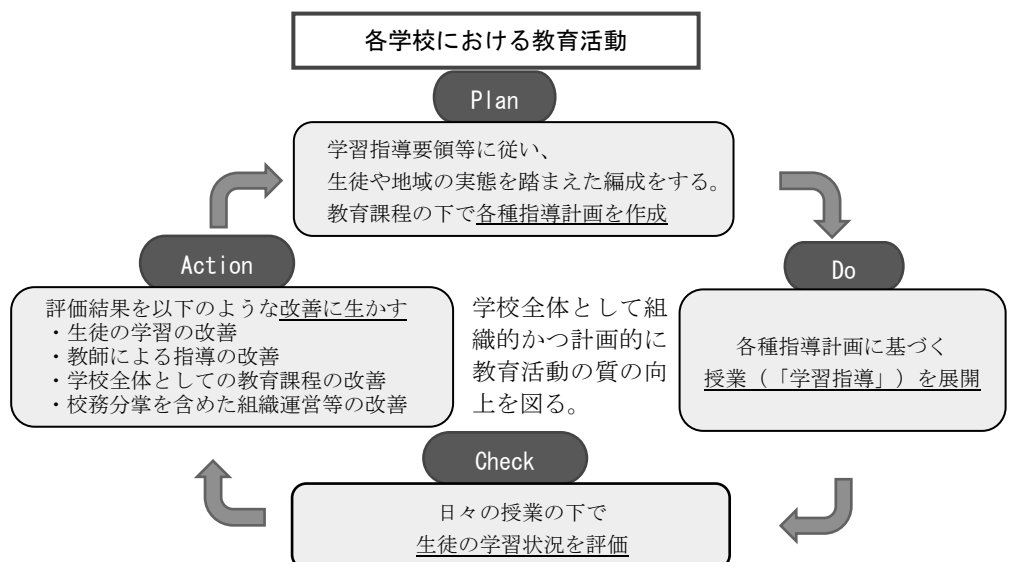 各学校における教育活動
Plan
学習指導要領等に従い、
生徒や地域の実態を踏まえた編成をする。
教育課程の下で各種指導計画を作成
Do
各種指導計画に基づく
授業（「学習指導」）を展開
Check
日々の授業の下で
生徒の学習状況を評価
Action
評価結果を以下のような改善に生かす
・生徒の学習の改善
・教師による指導の改善
・学校全体としての教育課程の改善
・校務分掌を含めた組織運営等の改善
学校全体として組
織的かつ計画的に
教育活動の質の向
上を図る。